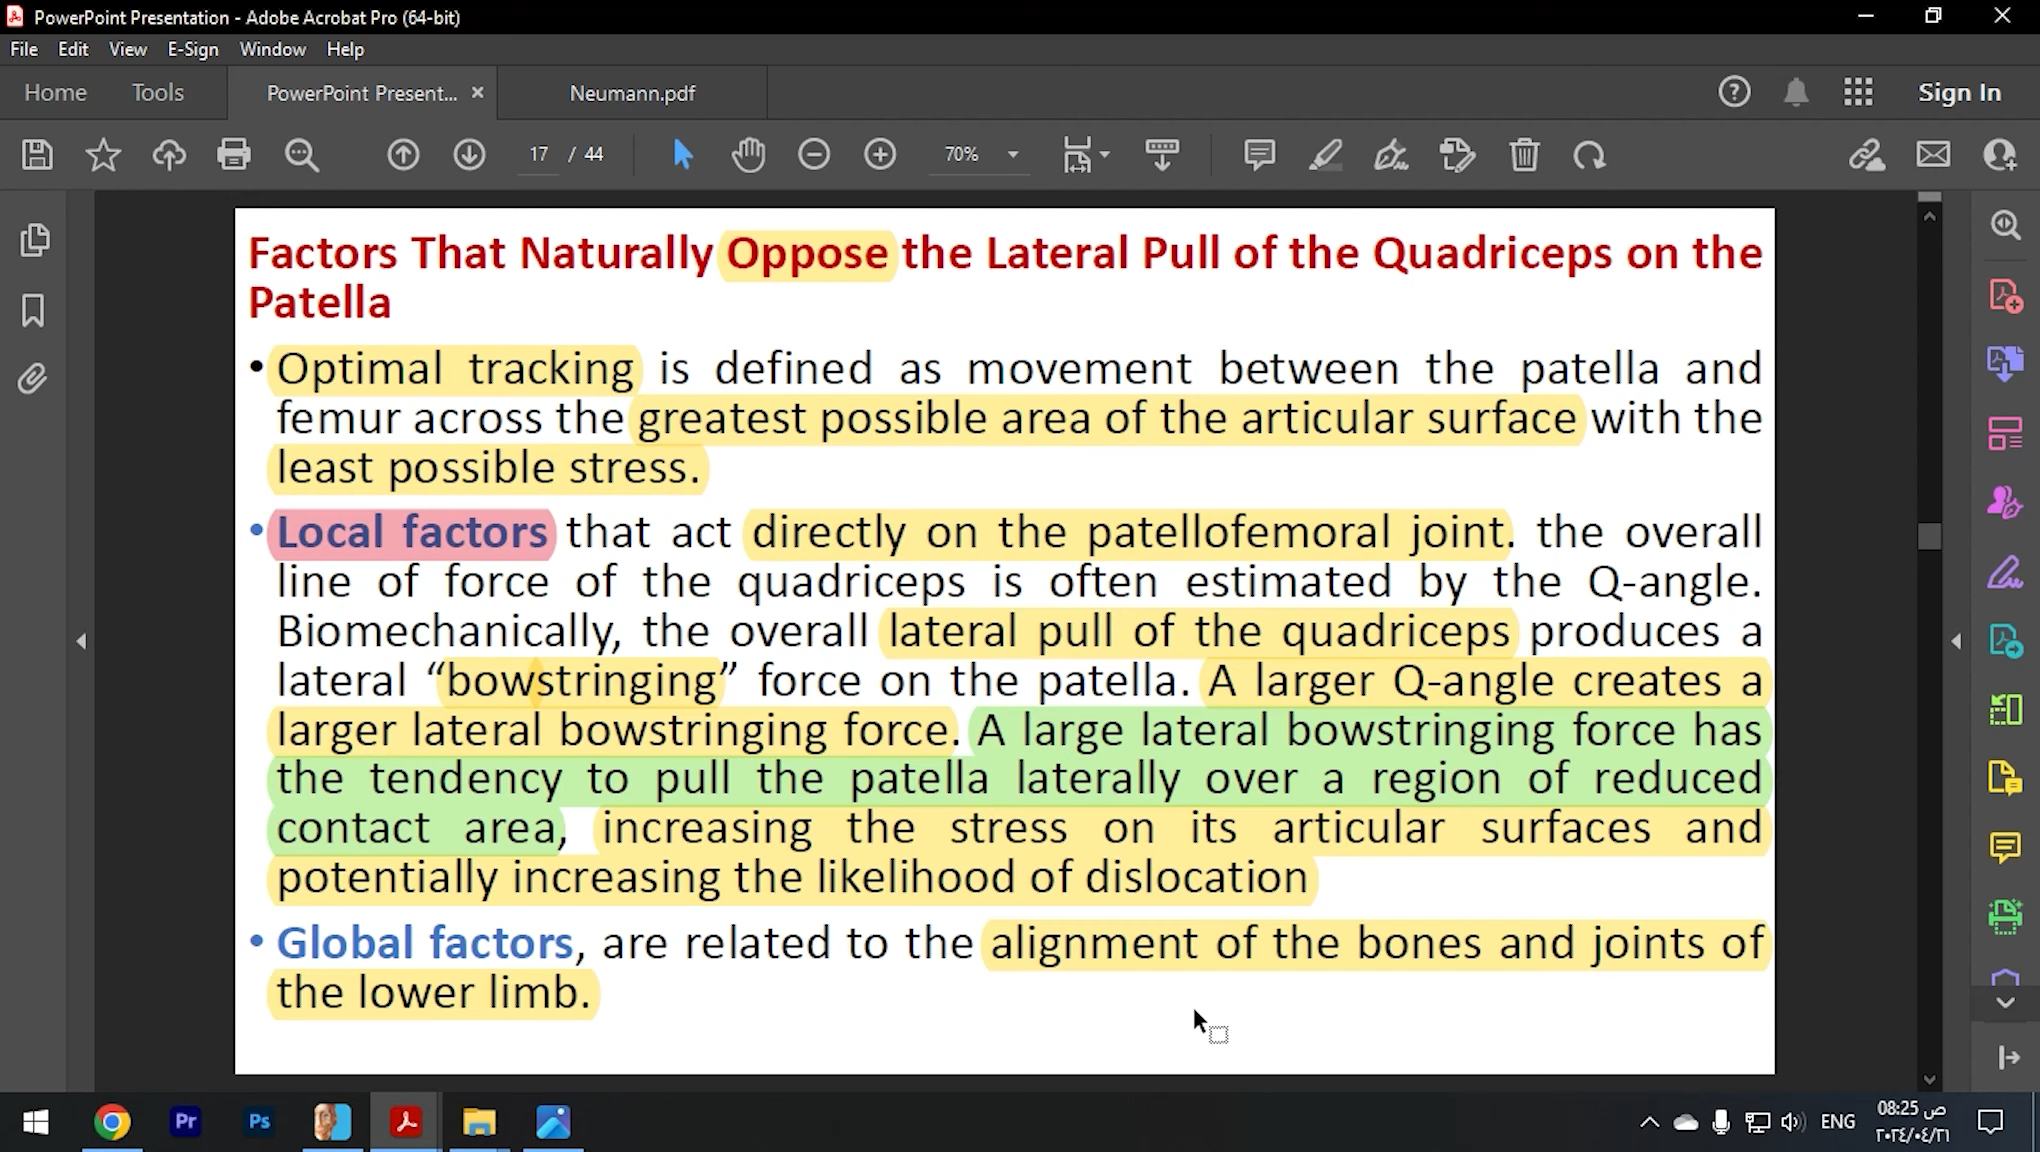 PowerPoint Presentation - Adobe Acrobat Pro (64-bit)
File Edit View E-Sign Window Help
Home Tools PowerPoint Present... × Neumann.pdf Sign In
17 / 44 70%
Factors That Naturally Oppose the Lateral Pull of the Quadriceps on the
Patella
• Optimal tracking is defined as movement between the patella and
femur across the greatest possible area of the articular surface with the
least possible stress.
• Local factors that act directly on the patellofemoral joint. the overall
line of force of the quadriceps is often estimated by the Q-angle.
Biomechanically, the overall lateral pull of the quadriceps produces a
lateral “bowstringing” force on the patella. A larger Q-angle creates a
larger lateral bowstringing force. A large lateral bowstringing force has
the tendency to pull the patella laterally over a region of reduced
contact area, increasing the stress on its articular surfaces and
potentially increasing the likelihood of dislocation
• Global factors, are related to the alignment of the bones and joints of
the lower limb.
Pr Ps ENG
08:25 ص
٢٠٢٤/٠٤/٢٦